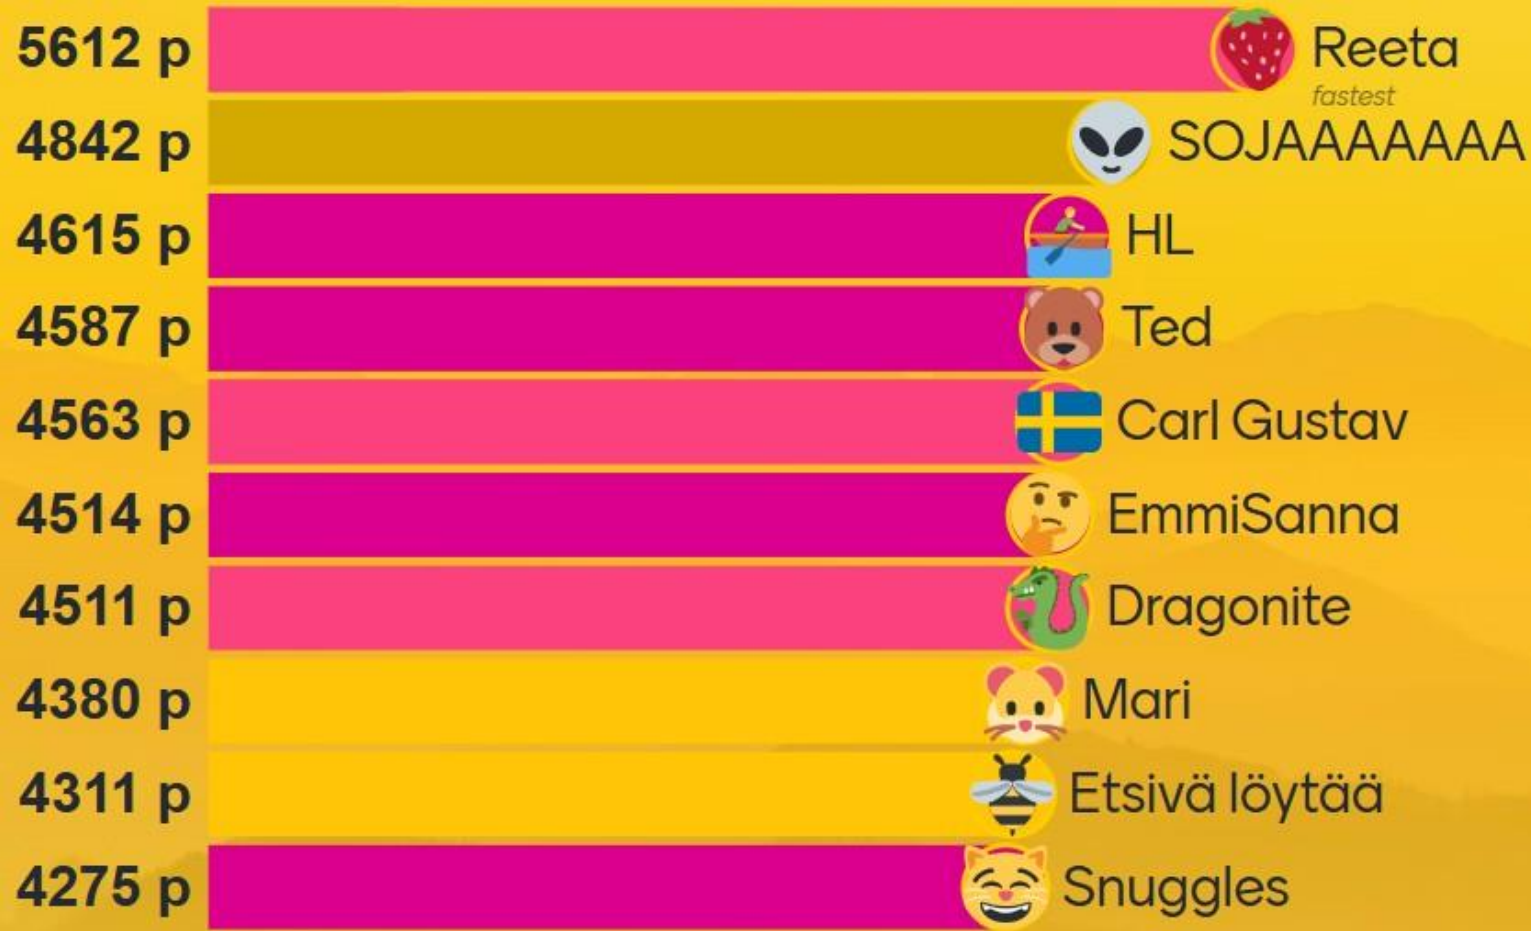 5612 p Reeta
fastest
4842 p SOJAAAAAAA
4615 p HL
4587 p Ted
4563 p Carl Gustav
4514 p EmmiSanna
4511 p Dragonite
4380 p Mari
4311 p Etsivä löytää
4275 p Snuggles